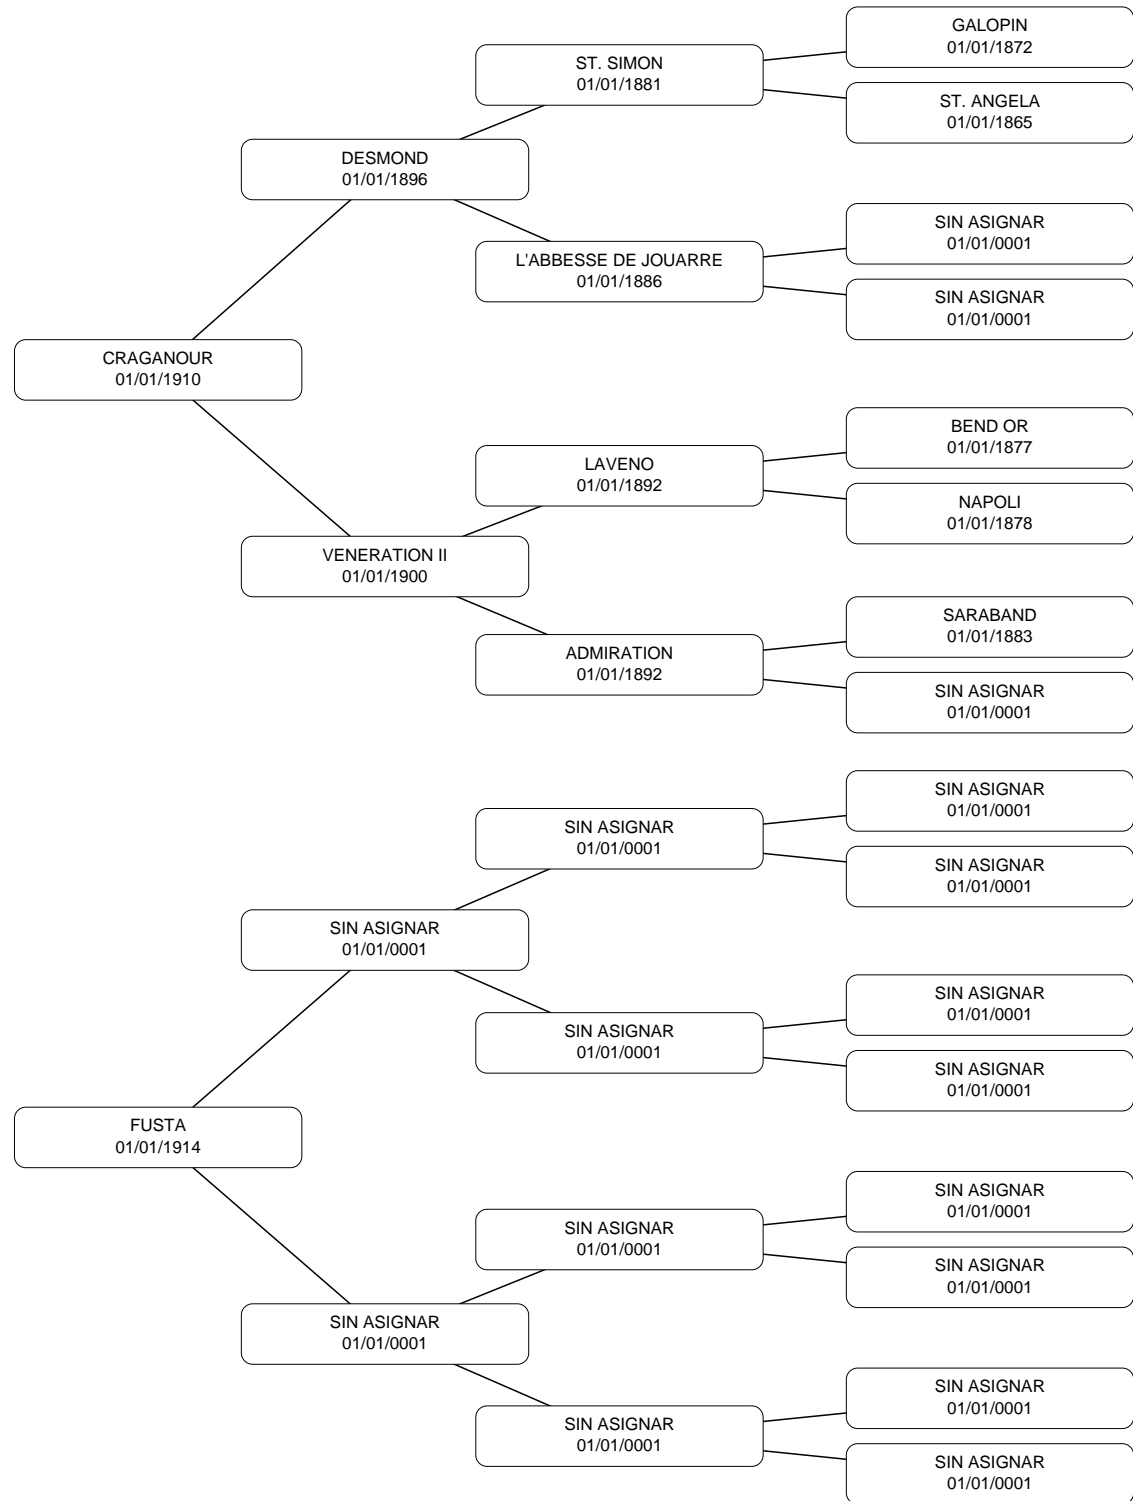 GALOPIN
01/01/1872
ST. SIMON
01/01/1881
ST. ANGELA
01/01/1865
DESMOND
01/01/1896
SIN ASIGNAR
01/01/0001
L'ABBESSE DE JOUARRE
01/01/1886
SIN ASIGNAR
01/01/0001
CRAGANOUR
01/01/1910
BEND OR
01/01/1877
LAVENO
01/01/1892
NAPOLI
01/01/1878
VENERATION II
01/01/1900
SARABAND
01/01/1883
ADMIRATION
01/01/1892
SIN ASIGNAR
01/01/0001
SIN ASIGNAR
01/01/0001
SIN ASIGNAR
01/01/0001
SIN ASIGNAR
01/01/0001
SIN ASIGNAR
01/01/0001
SIN ASIGNAR
01/01/0001
SIN ASIGNAR
01/01/0001
SIN ASIGNAR
01/01/0001
FUSTA
01/01/1914
SIN ASIGNAR
01/01/0001
SIN ASIGNAR
01/01/0001
SIN ASIGNAR
01/01/0001
SIN ASIGNAR
01/01/0001
SIN ASIGNAR
01/01/0001
SIN ASIGNAR
01/01/0001
SIN ASIGNAR
01/01/0001